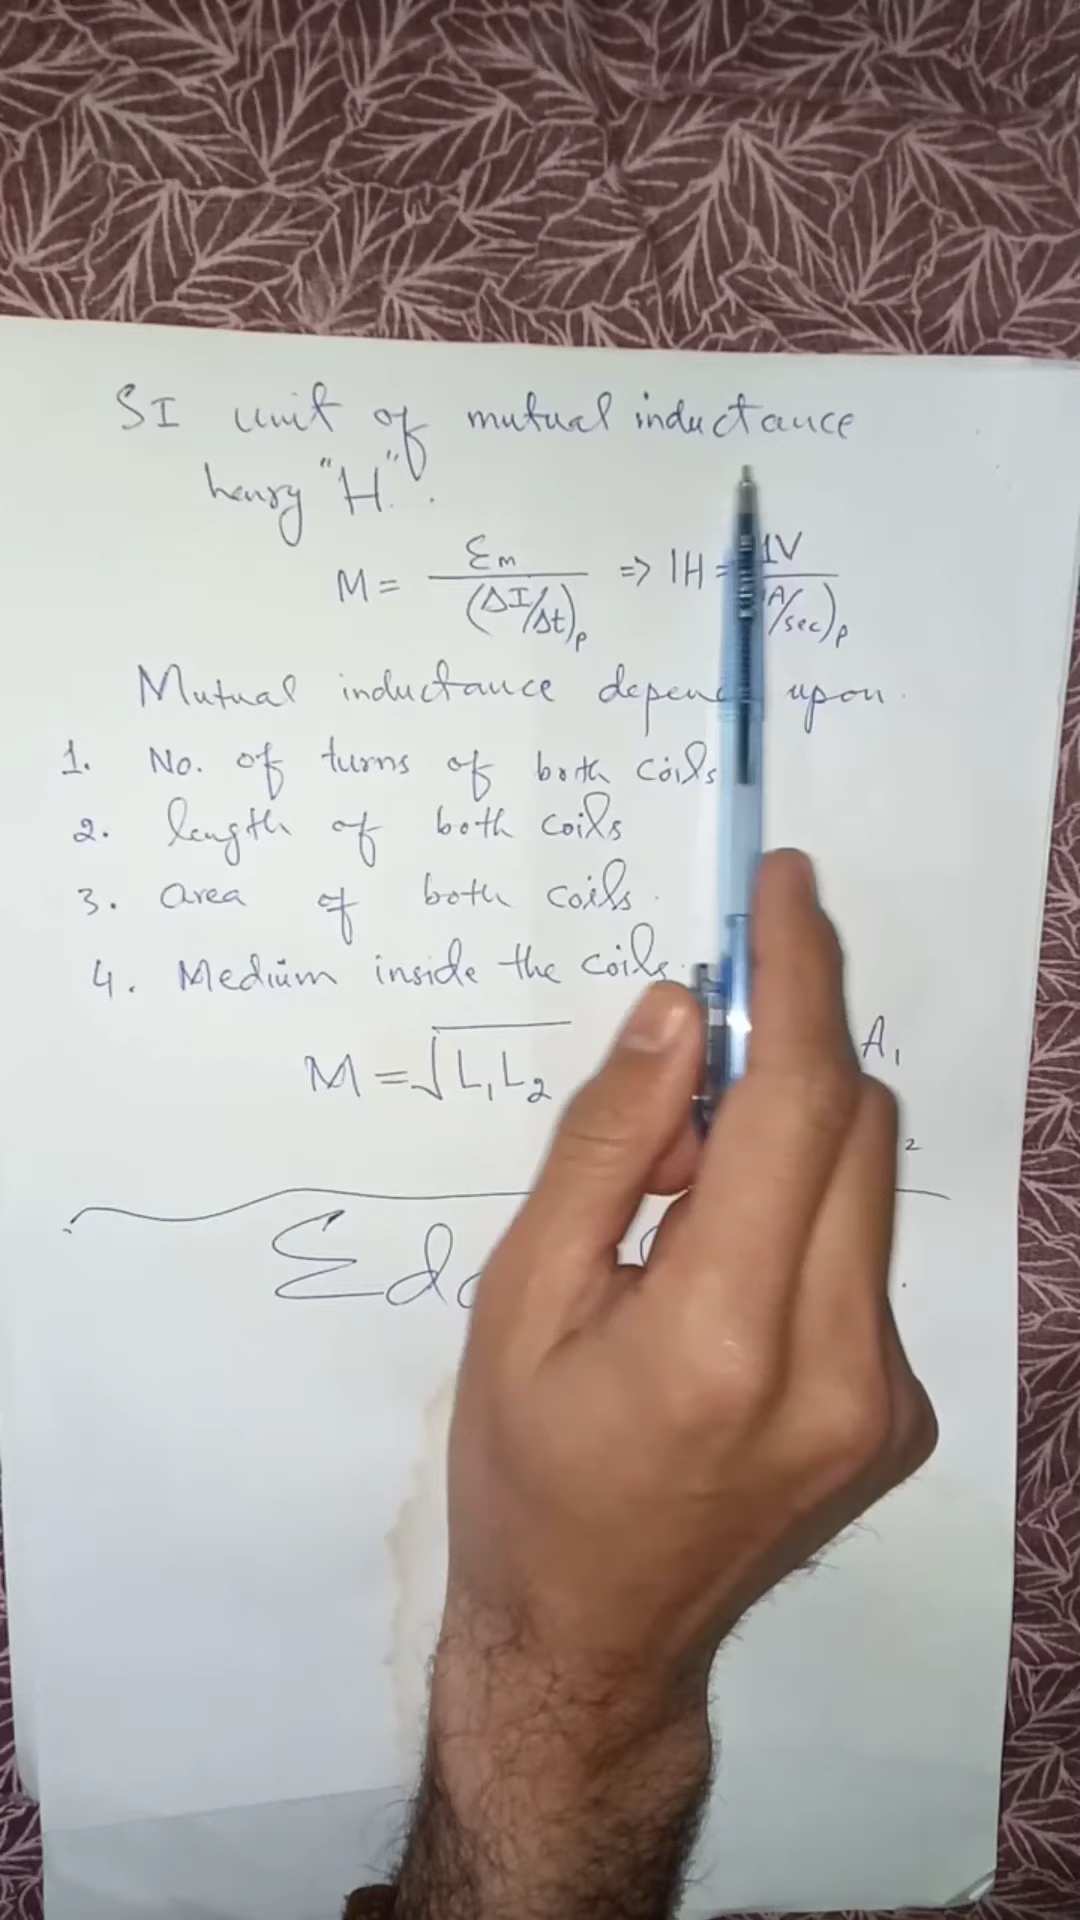 SI unit of mutual inductance
henry "H".
M = Ɛm / (ΔI/Δt)p => 1H = 1V / A/sec)p
Mutual inductance depend upon.
1. No. of turns of both coils
2. length of both coils
3. area of both coils.
4. Medium inside the coils.
M = √L₁L₂
A₁
2